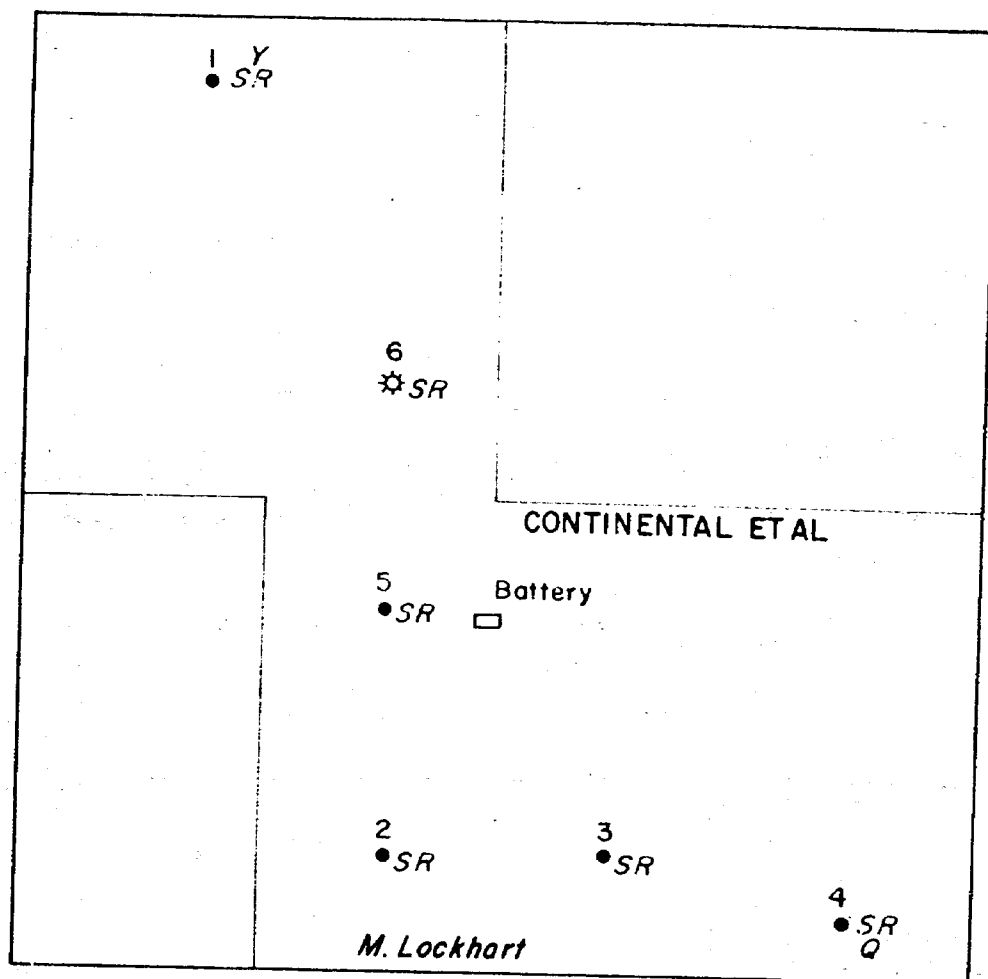 1 Y
SR
6
SR
CONTINENTAL ET AL
5
Battery
SR
2
3
SR
SR
4
SR
Q
M. Lockhart